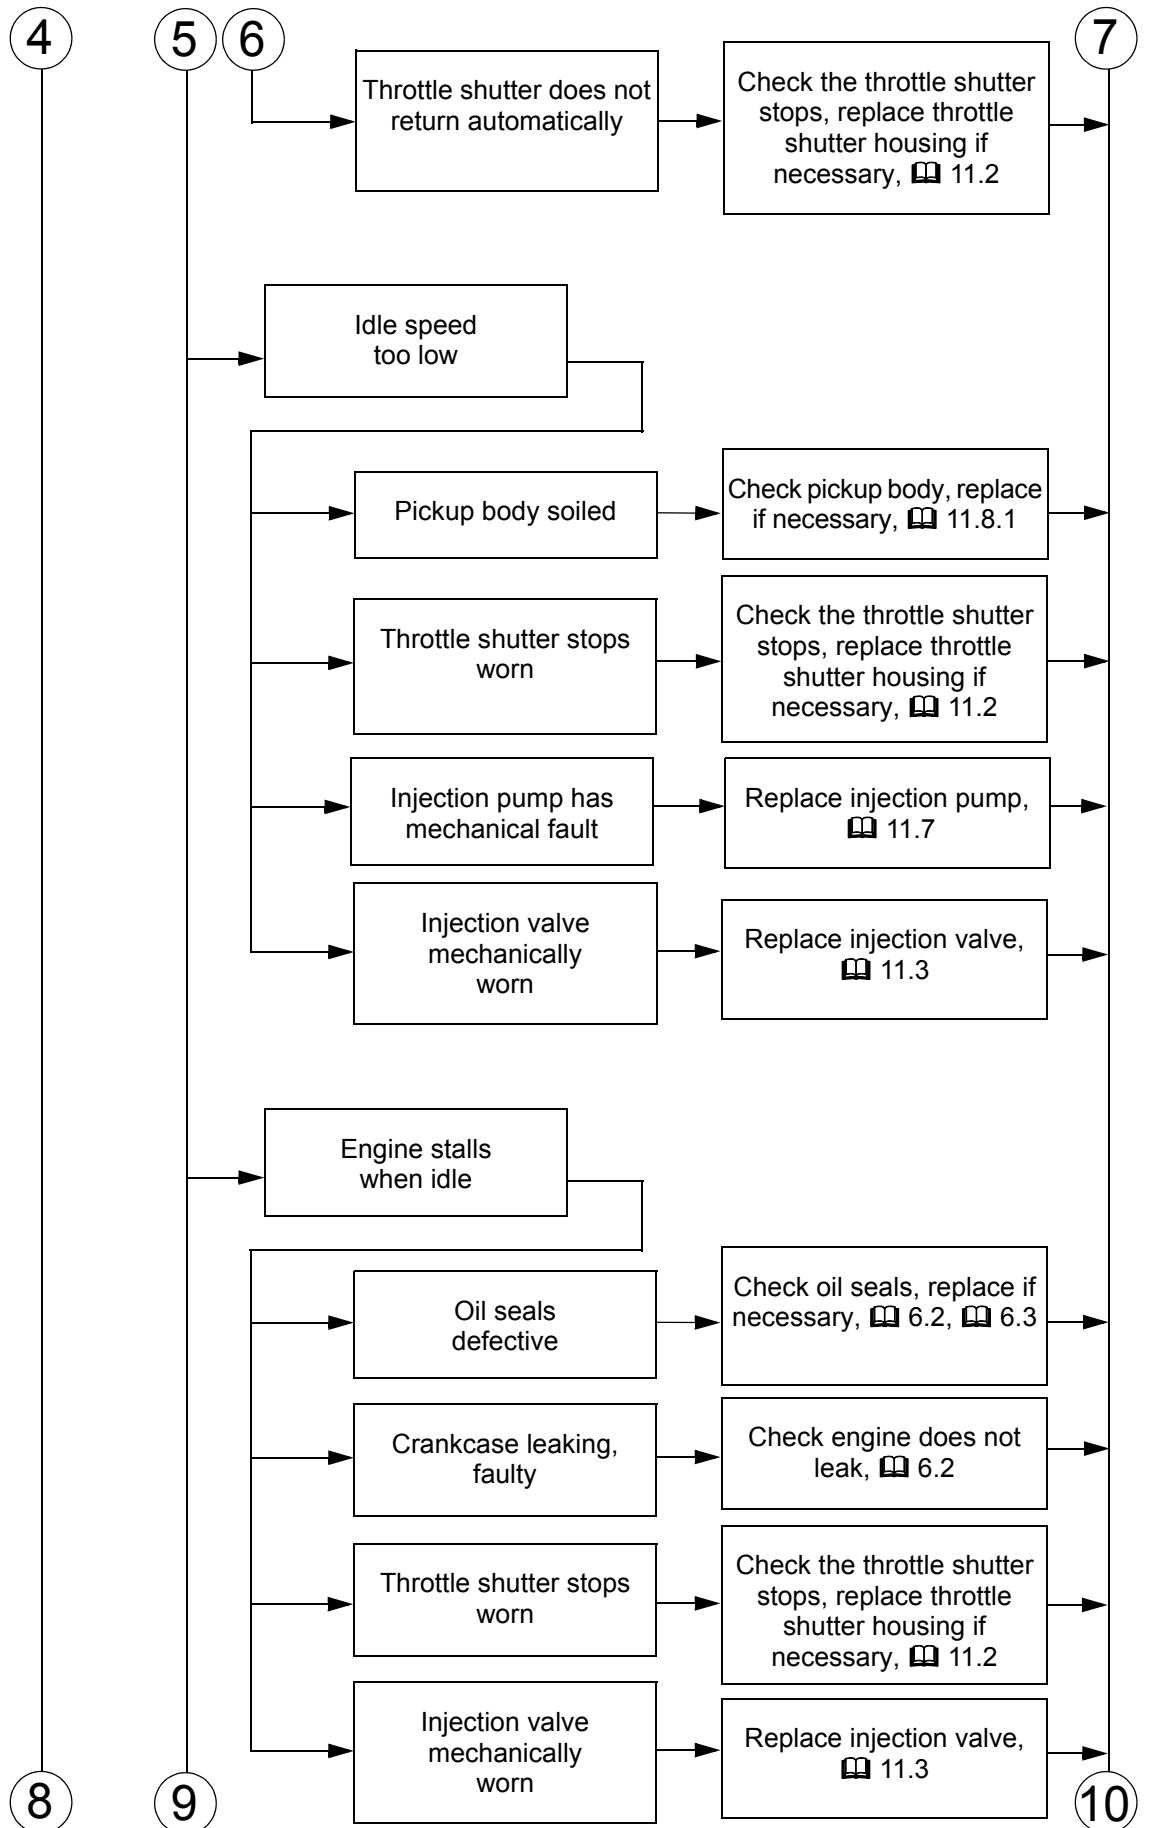 4
5
6
7
Throttle shutter does not
return automatically
Check the throttle shutter
stops, replace throttle
shutter housing if
necessary, 🕮 11.2
Idle speed
too low
Pickup body soiled
Check pickup body, replace
if necessary, 🕮 11.8.1
Throttle shutter stops
worn
Check the throttle shutter
stops, replace throttle
shutter housing if
necessary, 🕮 11.2
Injection pump has
mechanical fault
Replace injection pump,
🕮 11.7
Injection valve
mechanically
worn
Replace injection valve,
🕮 11.3
Engine stalls
when idle
Oil seals
defective
Check oil seals, replace if
necessary, 🕮 6.2, 🕮 6.3
Crankcase leaking,
faulty
Check engine does not
leak, 🕮 6.2
Throttle shutter stops
worn
Check the throttle shutter
stops, replace throttle
shutter housing if
necessary, 🕮 11.2
Injection valve
mechanically
worn
Replace injection valve,
🕮 11.3
8
9
10